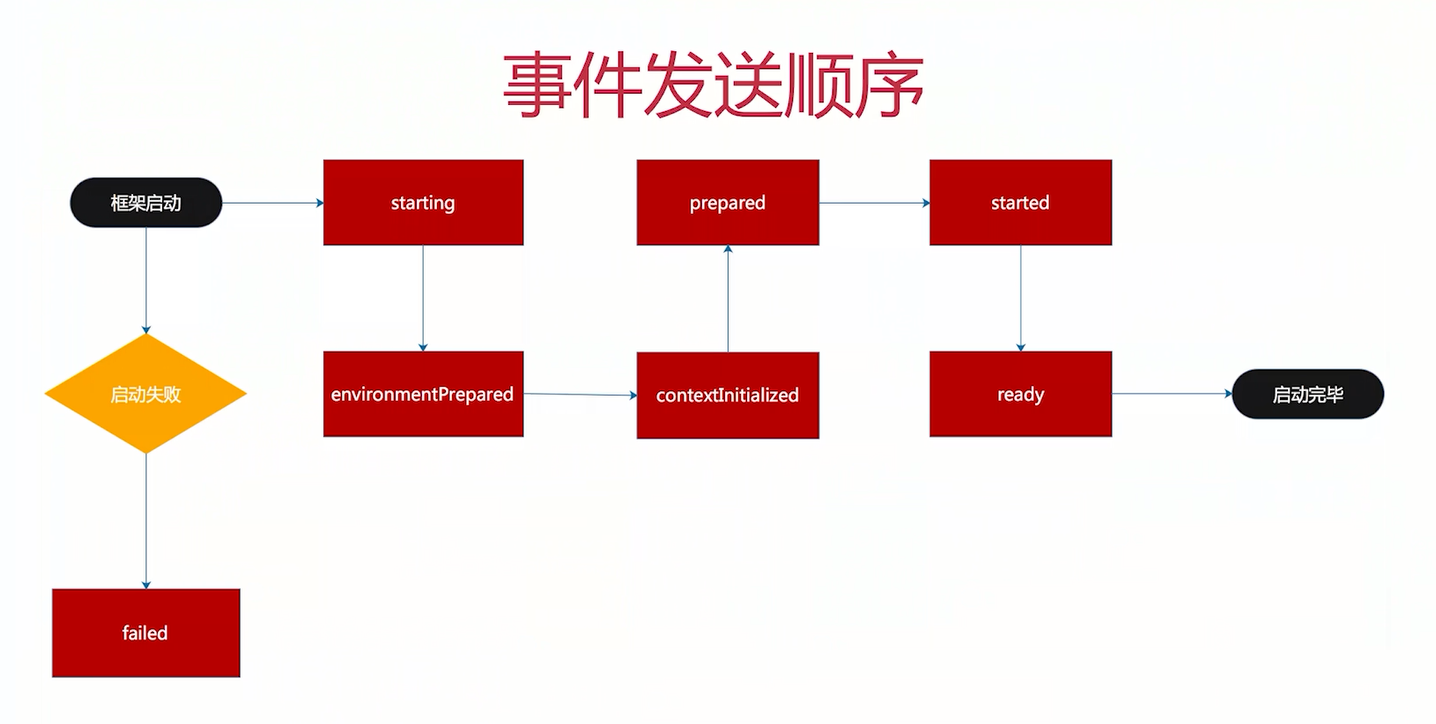 事件发送顺序
框架启动
starting
prepared
started
启动失败
environmentPrepared
contextInitialized
ready
启动完毕
failed